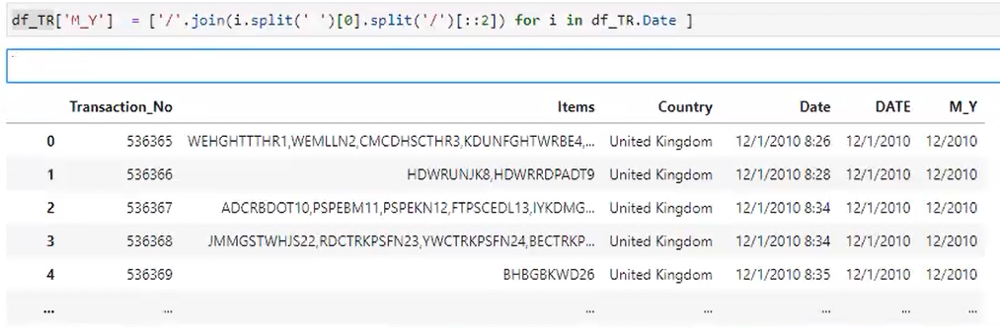 df_TR['M_Y']  = ['/'.join(i.split(' ')[0].split('/')[::2]) for i in df_TR.Date ]
Transaction_No Items Country Date DATE M_Y
0 536365 WEHGHTTTHR1,WEMLLN2,CMCDHSCTHR3,KDUNFGHTWRBE4,... United Kingdom 12/1/2010 8:26 12/1/2010 12/2010
1 536366 HDWRUNJK8,HDWRRDPADT9 United Kingdom 12/1/2010 8:28 12/1/2010 12/2010
2 536367 ADCRBDOT10,PSPEBM11,PSPEKN12,FTPSCEDL13,IYKDMG... United Kingdom 12/1/2010 8:34 12/1/2010 12/2010
3 536368 JMMGSTWHJS22,RDCTRKPSFN23,YWCTRKPSFN24,BECTRKP... United Kingdom 12/1/2010 8:34 12/1/2010 12/2010
4 536369 BHBGBKWD26 United Kingdom 12/1/2010 8:35 12/1/2010 12/2010
... ... ... ... ... ... ...